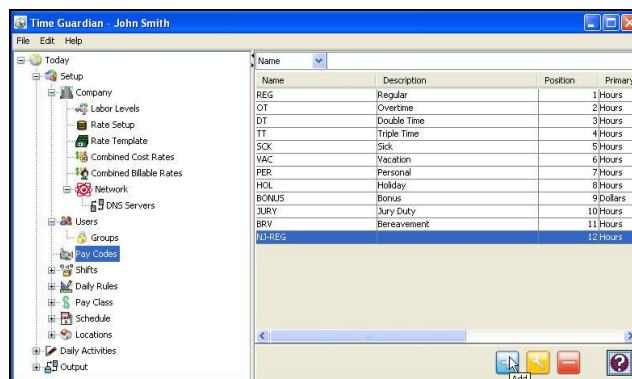 Time Guardian - John Smith
File Edit Help
Today
Setup
Company
Labor Levels
Rate Setup
Rate Template
Combined Cost Rates
Combined Billable Rates
Network
DNS Servers
Users
Groups
Pay Codes
Shifts
Daily Rules
Pay Class
Schedule
Locations
Daily Activities
Output
Name
Name Description Position Primary
REG Regular 1 Hours
OT Overtime 2 Hours
DT Double Time 3 Hours
TT Triple Time 4 Hours
SCK Sick 5 Hours
VAC Vacation 6 Hours
PER Personal 7 Hours
HOL Holiday 8 Hours
BONUS Bonus 9 Dollars
JURY Jury Duty 10 Hours
BRV Bereavement 11 Hours
NJ-REG 12 Hours
Add